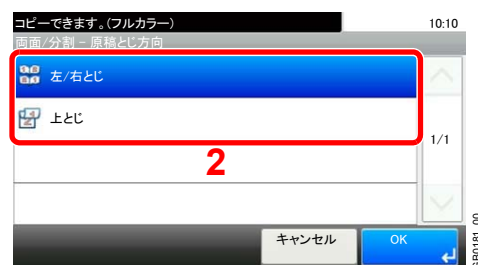 コピーできます。(フルカラー)
10:10
両面/分割 - 原稿とじ方向
左/右とじ
上とじ
1/1
2
キャンセル
OK